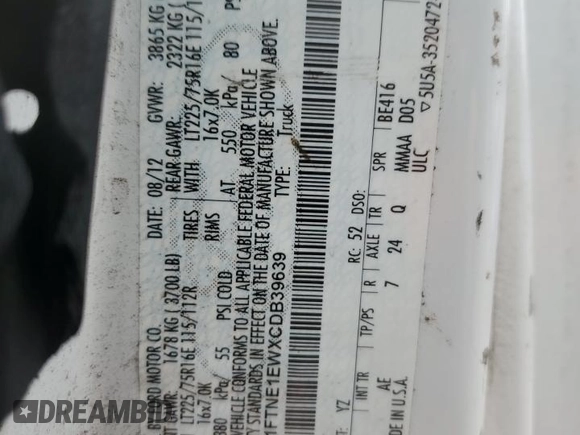 MOTOR CO. DATE: 08/12 GVWR: 3865 KG (
GAWR: 1678 KG ( 3700 LB) REAR GAWR: 2322 KG (
LT225/75R16E 115/112R TIRES WITH LT225/75R16E 115/1
16x7.0K RIMS 16x7.0K
380 kPa/ 55 PSI COLD AT 550 kPa/ 80 PS
VEHICLE CONFORMS TO ALL APPLICABLE FEDERAL MOTOR VEHICLE
STANDARDS IN EFFECT ON THE DATE OF MANUFACTURE SHOWN ABOVE.
1FTNE1EWXCDB39639 TYPE: Truck
YZ RC: 52 DSO:
INT TR TP/PS R AXLE TR SPR BE416
AE 7 24 Q MMAA D05
IN U.S.A. ULC ▽5U5A-3520472-
DREAMBID